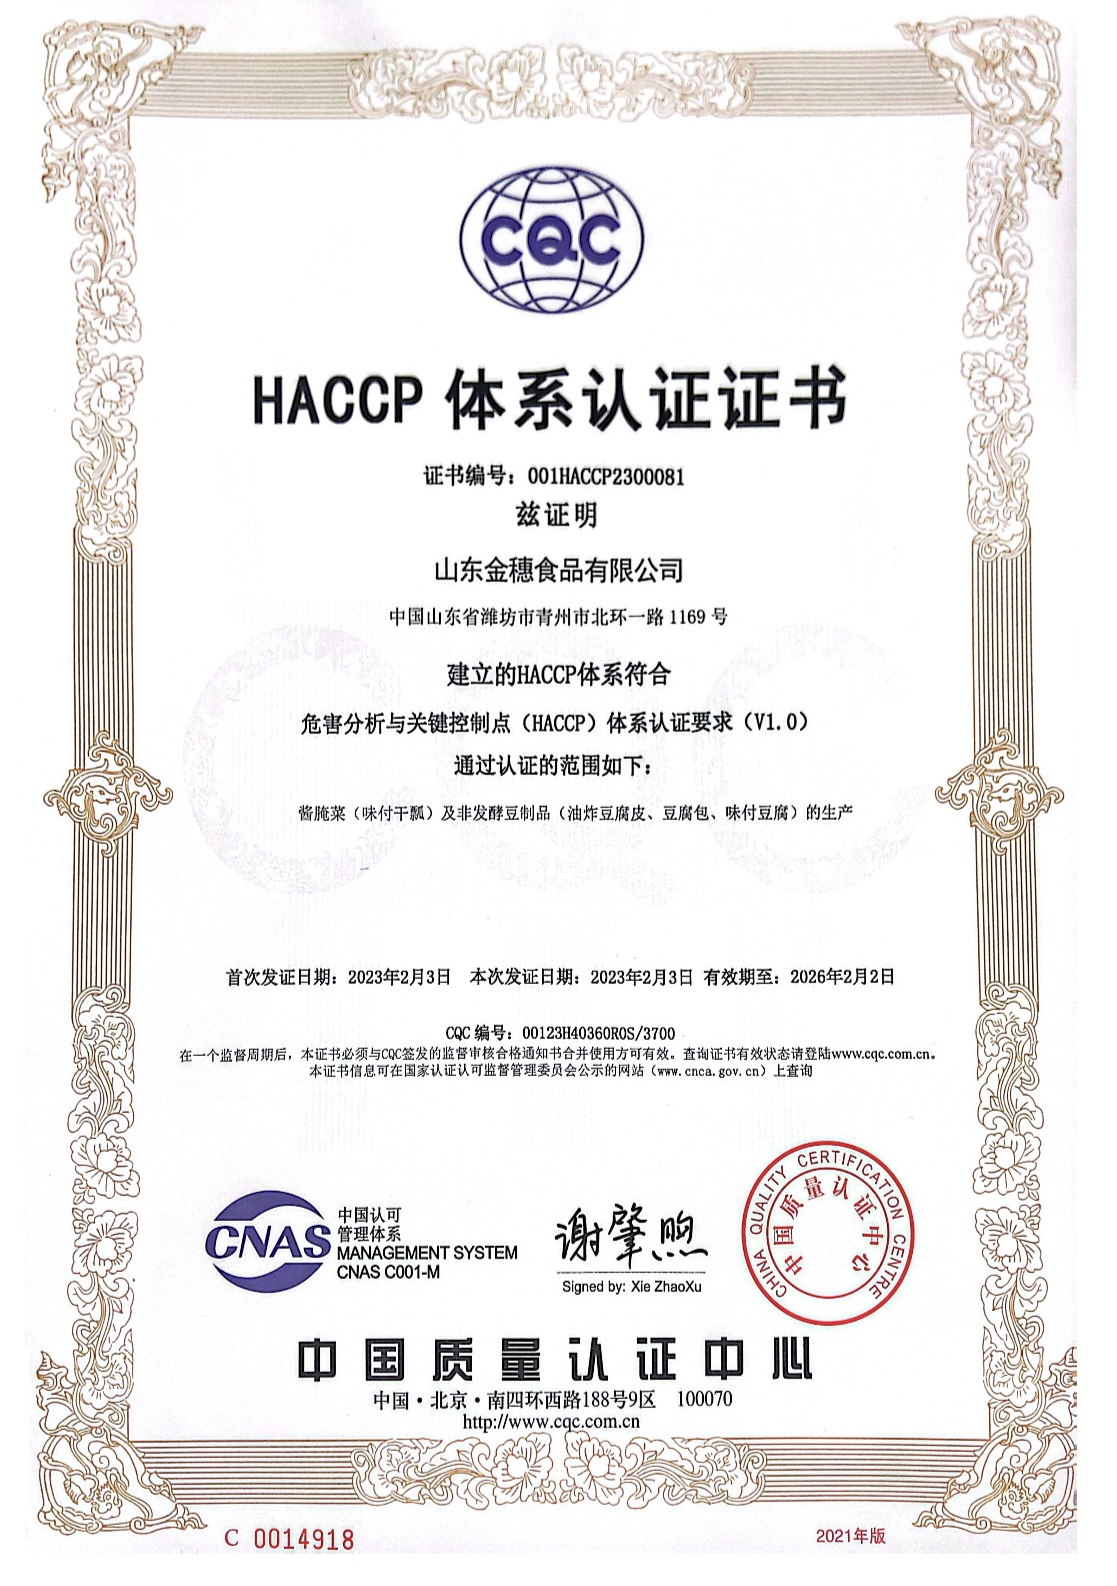 CQC
HACCP 体系认证证书
证书编号：001HACCP2300081
兹证明
山东金穗食品有限公司
中国山东省潍坊市青州市北环一路 1169 号
建立的HACCP体系符合
危害分析与关键控制点（HACCP）体系认证要求（V1.0）
通过认证的范围如下：
酱腌菜（味付干瓢）及非发酵豆制品（油炸豆腐皮、豆腐包、味付豆腐）的生产
首次发证日期：2023年2月3日 本次发证日期：2023年2月3日 有效期至：2026年2月2日
CQC 编号：00123H40360R0S/3700
在一个监督周期后，本证书必须与CQC签发的监督审核合格通知书合并使用方可有效。查询证书有效状态请登陆www.cqc.com.cn。
本证书信息可在国家认证认可监督管理委员会公示的网站（www.cnca.gov.cn）上查询
CNAS
中国认可
管理体系
MANAGEMENT SYSTEM
CNAS C001-M
谢肇煦
Signed by: Xie ZhaoXu
CHINA QUALITY CERTIFICATION CENTRE
中国质量认证中心
中国质量认证中心
中国·北京·南四环西路188号9区 100070
http://www.cqc.com.cn
C 0014918
2021年版